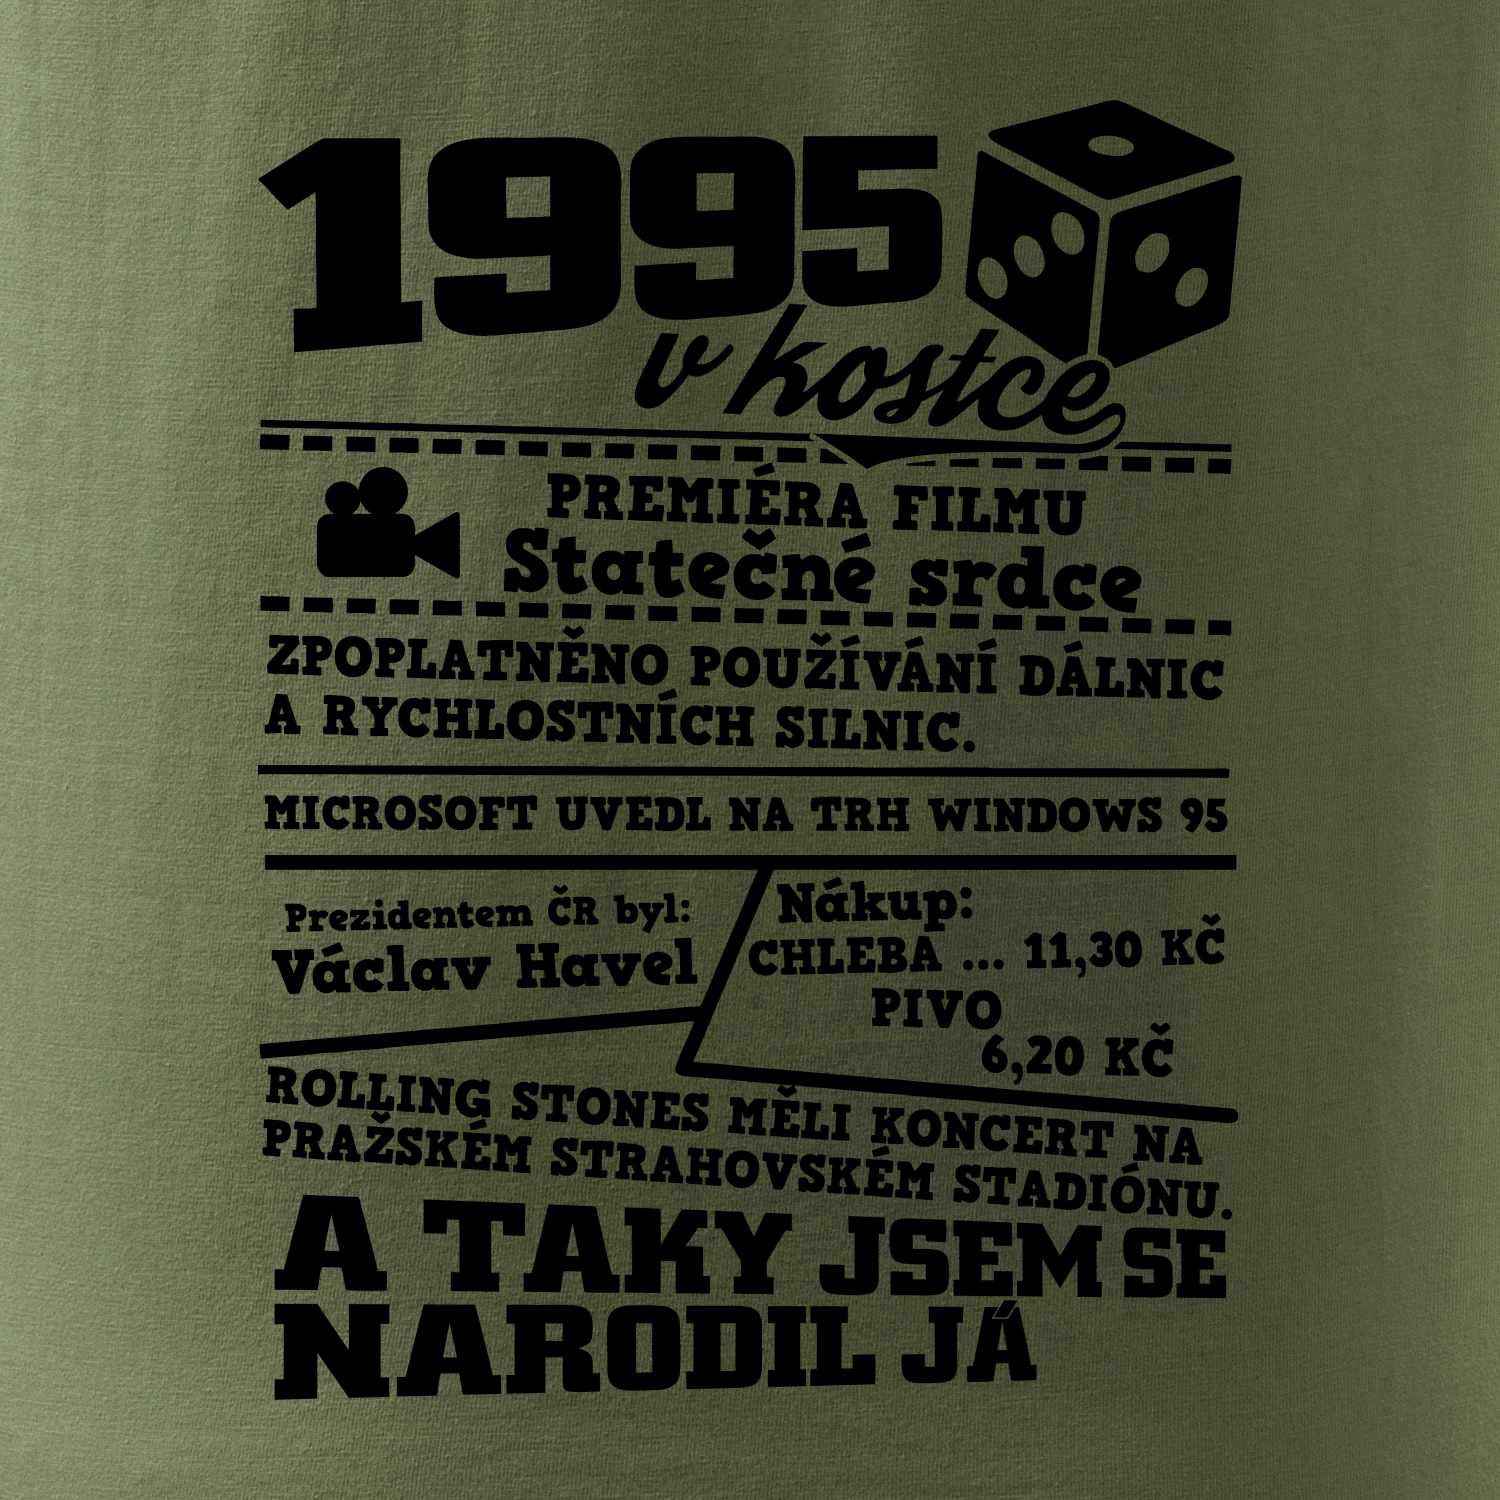 1995
v kostce
PREMIÉRA FILMU
Statečné srdce
ZPOPLATNĚNO POUŽÍVÁNÍ DÁLNIC
A RYCHLOSTNÍCH SILNIC.
MICROSOFT UVEDL NA TRH WINDOWS 95
Prezidentem ČR byl:
Václav Havel
Nákup:
CHLEBA ... 11,30 KČ
PIVO
6,20 KČ
ROLLING STONES MĚLI KONCERT NA
PRAŽSKÉM STRAHOVSKÉM STADIÓNU.
A TAKY JSEM SE
NARODIL JÁ